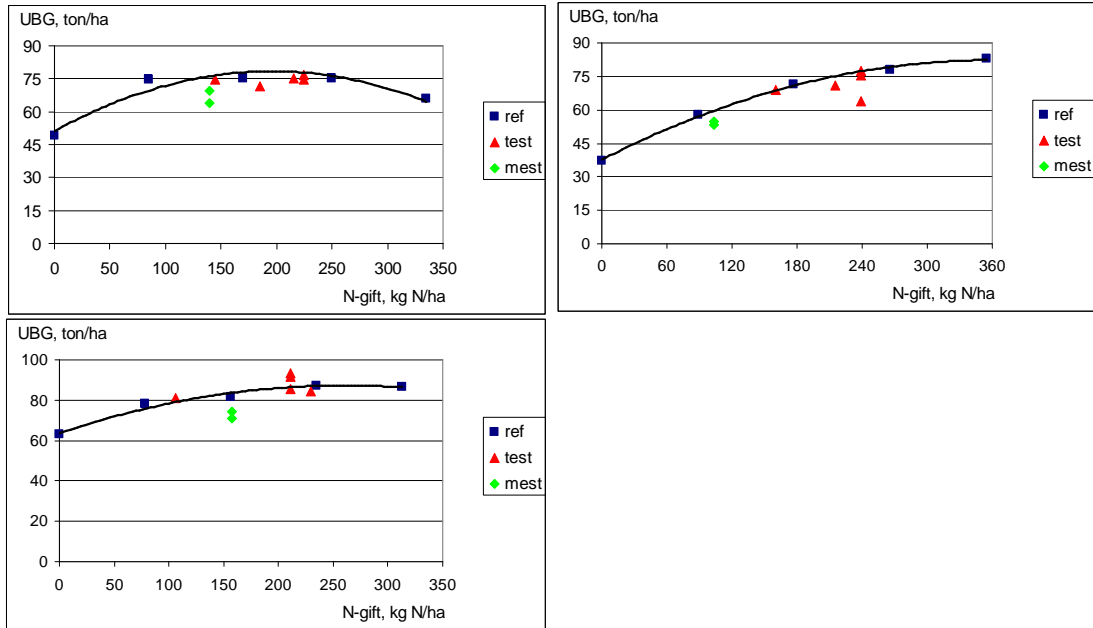 UBG, ton/ha
90
75
60
45
30
15
0
0 50 100 150 200 250 300 350
N-gift, kg N/ha
ref
test
mest
UBG, ton/ha
90
75
60
45
30
15
0
0 60 120 180 240 300 360
N-gift, kg N/ha
ref
test
mest
UBG, ton/ha
100
80
60
40
20
0
0 50 100 150 200 250 300 350
N-gift, kg N/ha
ref
test
mest